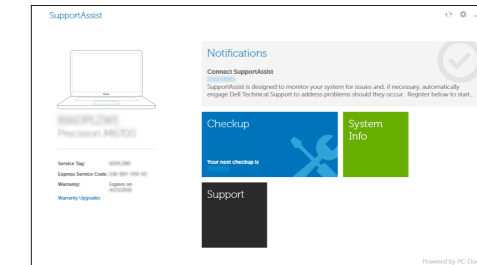 SupportAssist
Notifications
Connect SupportAssist
SupportAssist is designed to monitor your system for issues and, if necessary, automatically
engage Dell Technical Support to address problems should they occur. Register below to start...
Precision M6700
Checkup
Your next checkup is
System
Info
Service Tag:
Express Service Code:
Warranty: Expires on
Warranty Upgrades
Support
Powered by PC-Doc